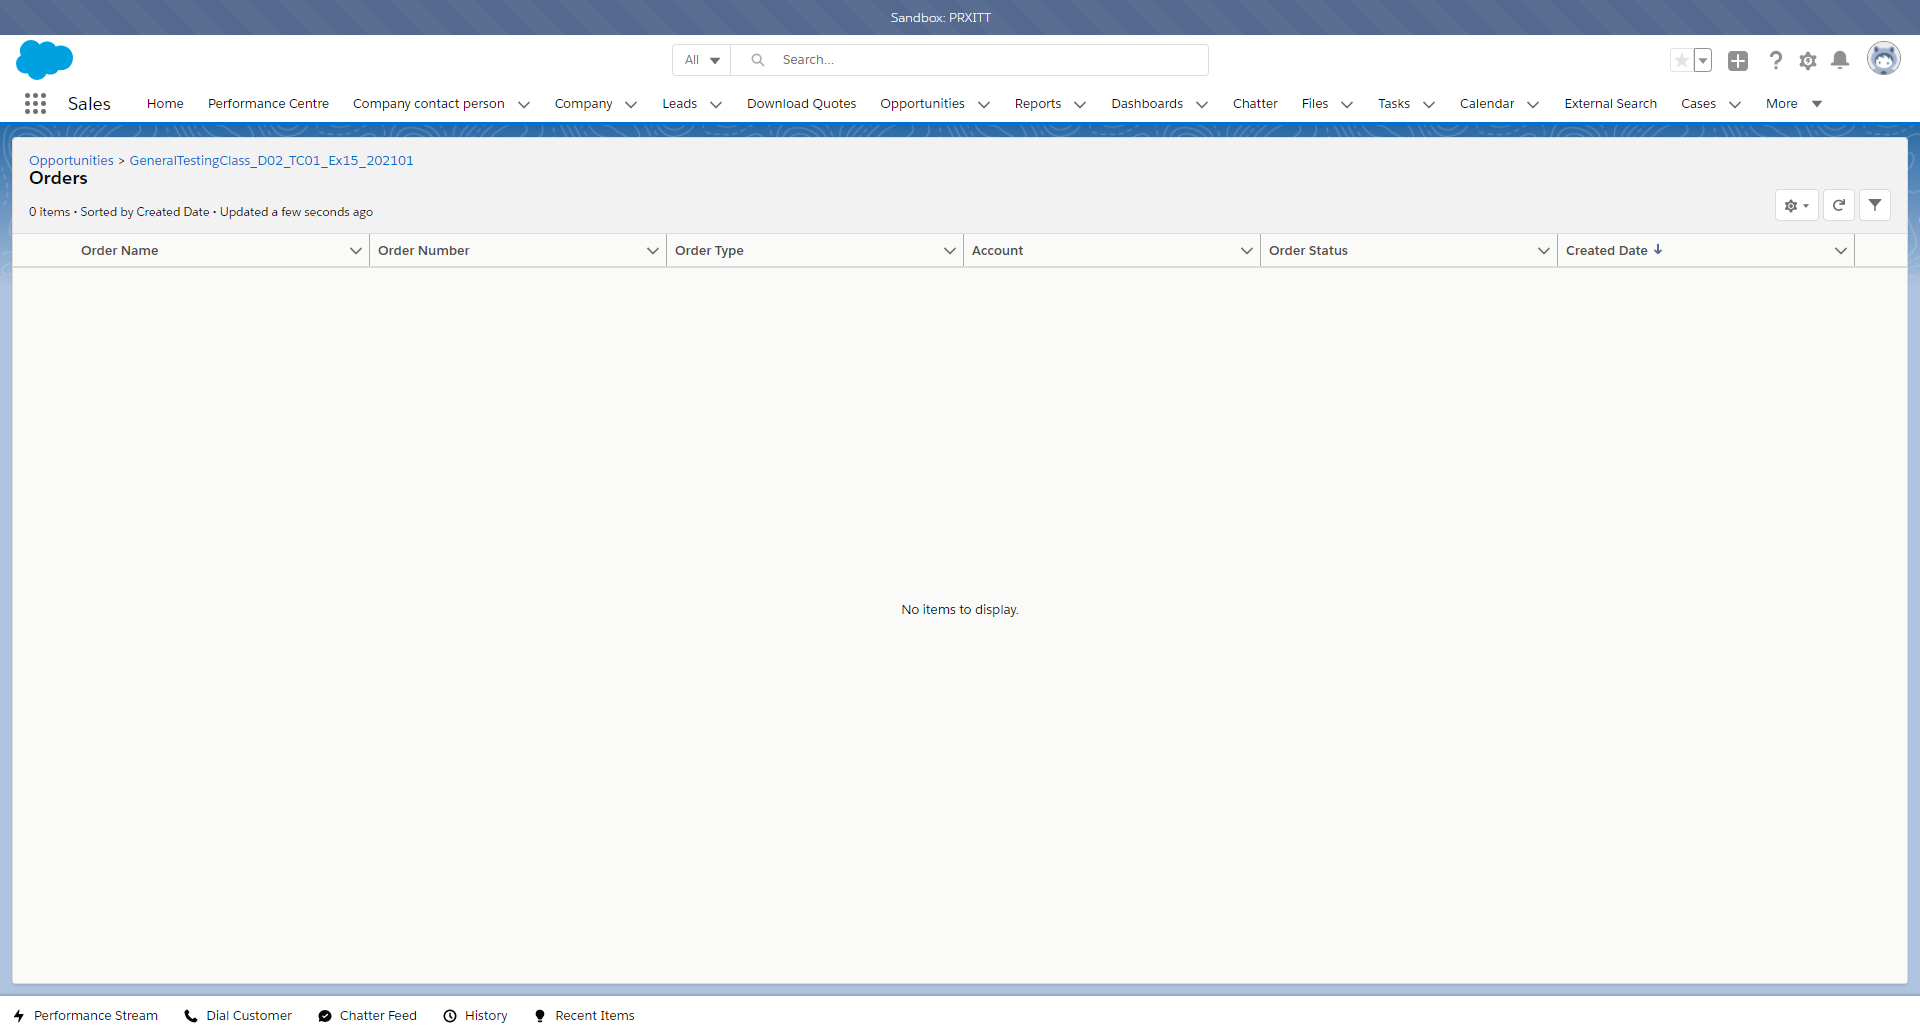 Sandbox: PRXITT
All
Search...
Sales
Home
Performance Centre
Company contact person
Company
Leads
Download Quotes
Opportunities
Reports
Dashboards
Chatter
Files
Tasks
Calendar
External Search
Cases
More
Opportunities > GeneralTestingClass_D02_TC01_Ex15_202101
Orders
0 items • Sorted by Created Date • Updated a few seconds ago
Order Name
Order Number
Order Type
Account
Order Status
Created Date
No items to display.
Performance Stream
Dial Customer
Chatter Feed
History
Recent Items